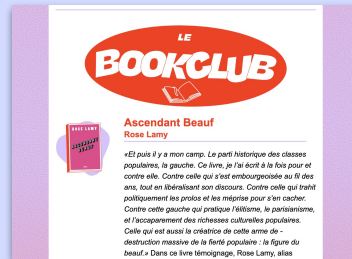 LE
BOOKCLUB
ROSE LAMY
ASCENDANT
BEAUF
Ascendant Beauf
Rose Lamy
«Et puis il y a mon camp. Le parti historique des classes
populaires, la gauche. Ce livre, je l'ai écrit à la fois pour et
contre elle. Contre celle qui s'est embourgeoisée au fil des
ans, tout en libéralisant son discours. Contre celle qui trahit
politiquement les prolos et les méprise pour s'en cacher.
Contre cette gauche qui pratique l'élitisme, le parisianisme,
et l'accaparement des richesses culturelles populaires.
Celle qui est aussi la créatrice de cette arme de -
destruction massive de la fierté populaire : la figure du
beauf.» Dans ce livre témoignage, Rose Lamy, alias